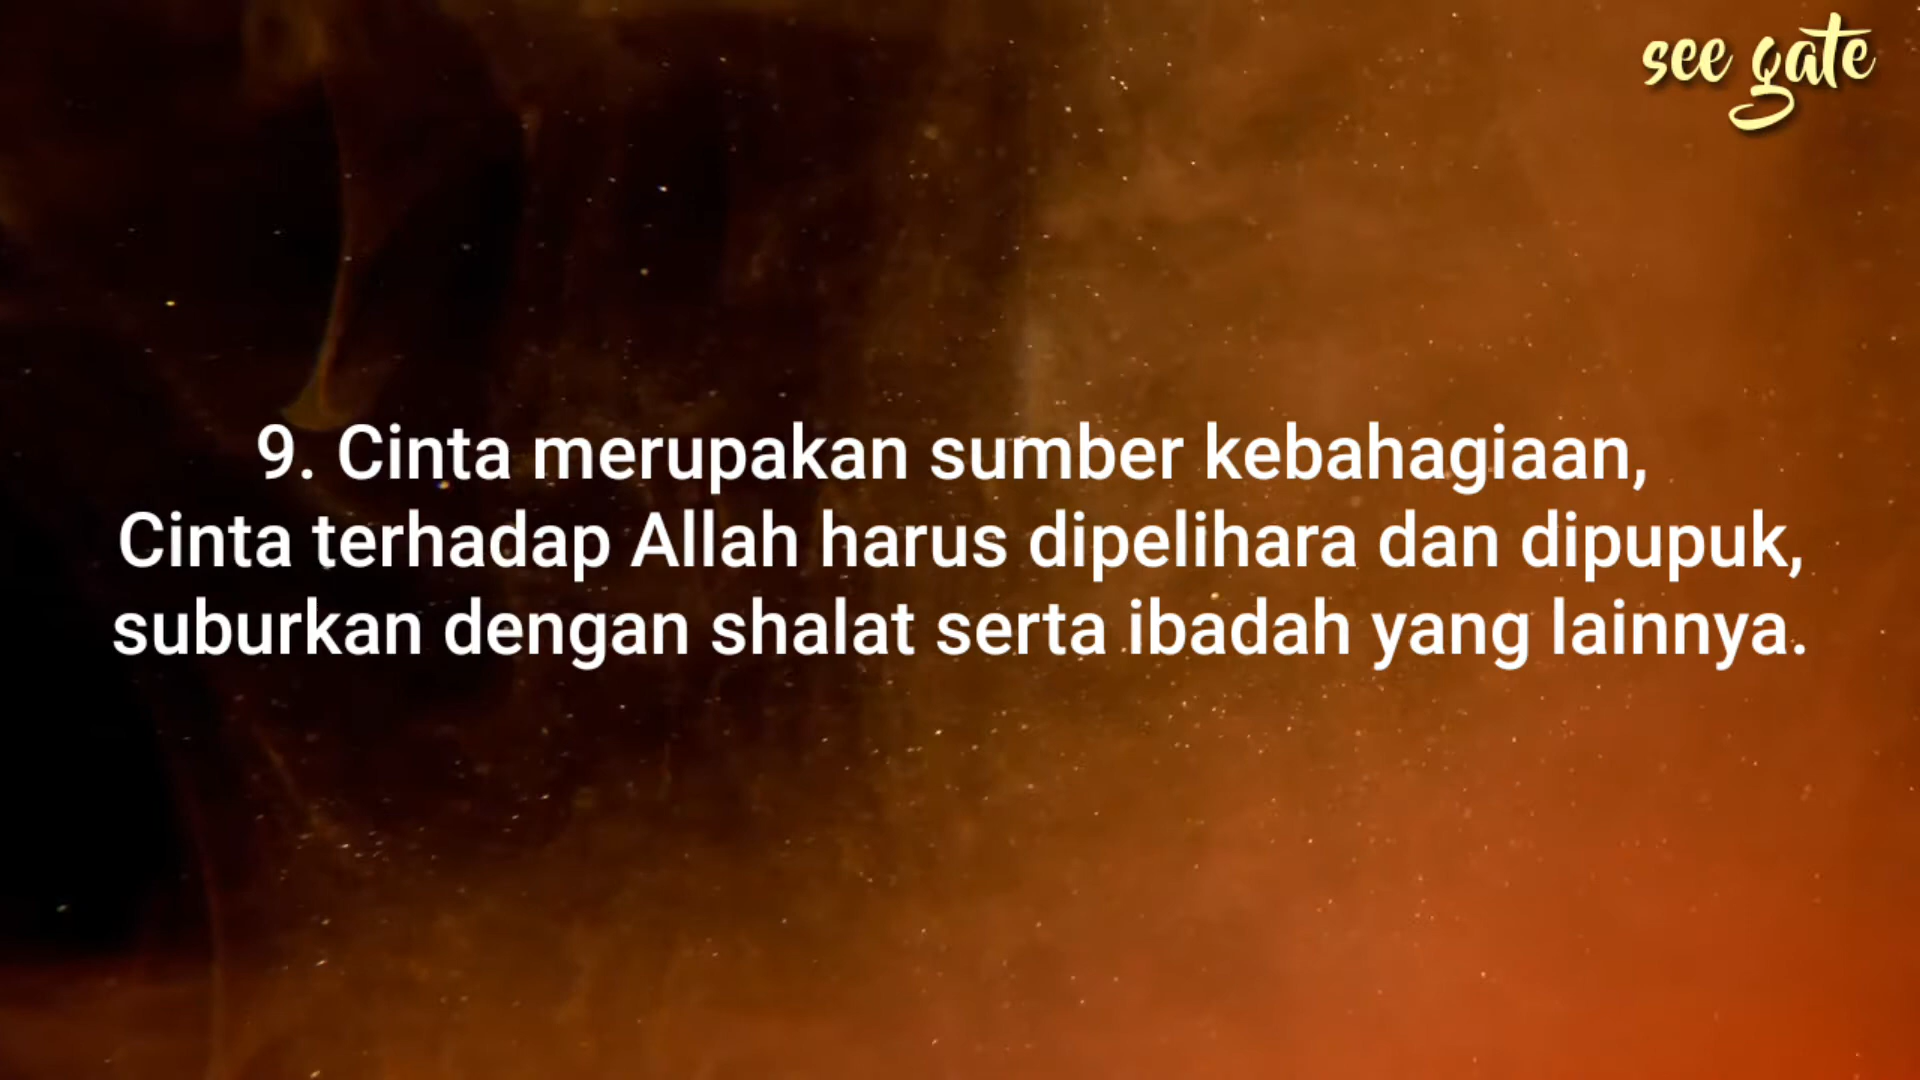 see gate
9. Cinta merupakan sumber kebahagiaan,
Cinta terhadap Allah harus dipelihara dan dipupuk,
suburkan dengan shalat serta ibadah yang lainnya.